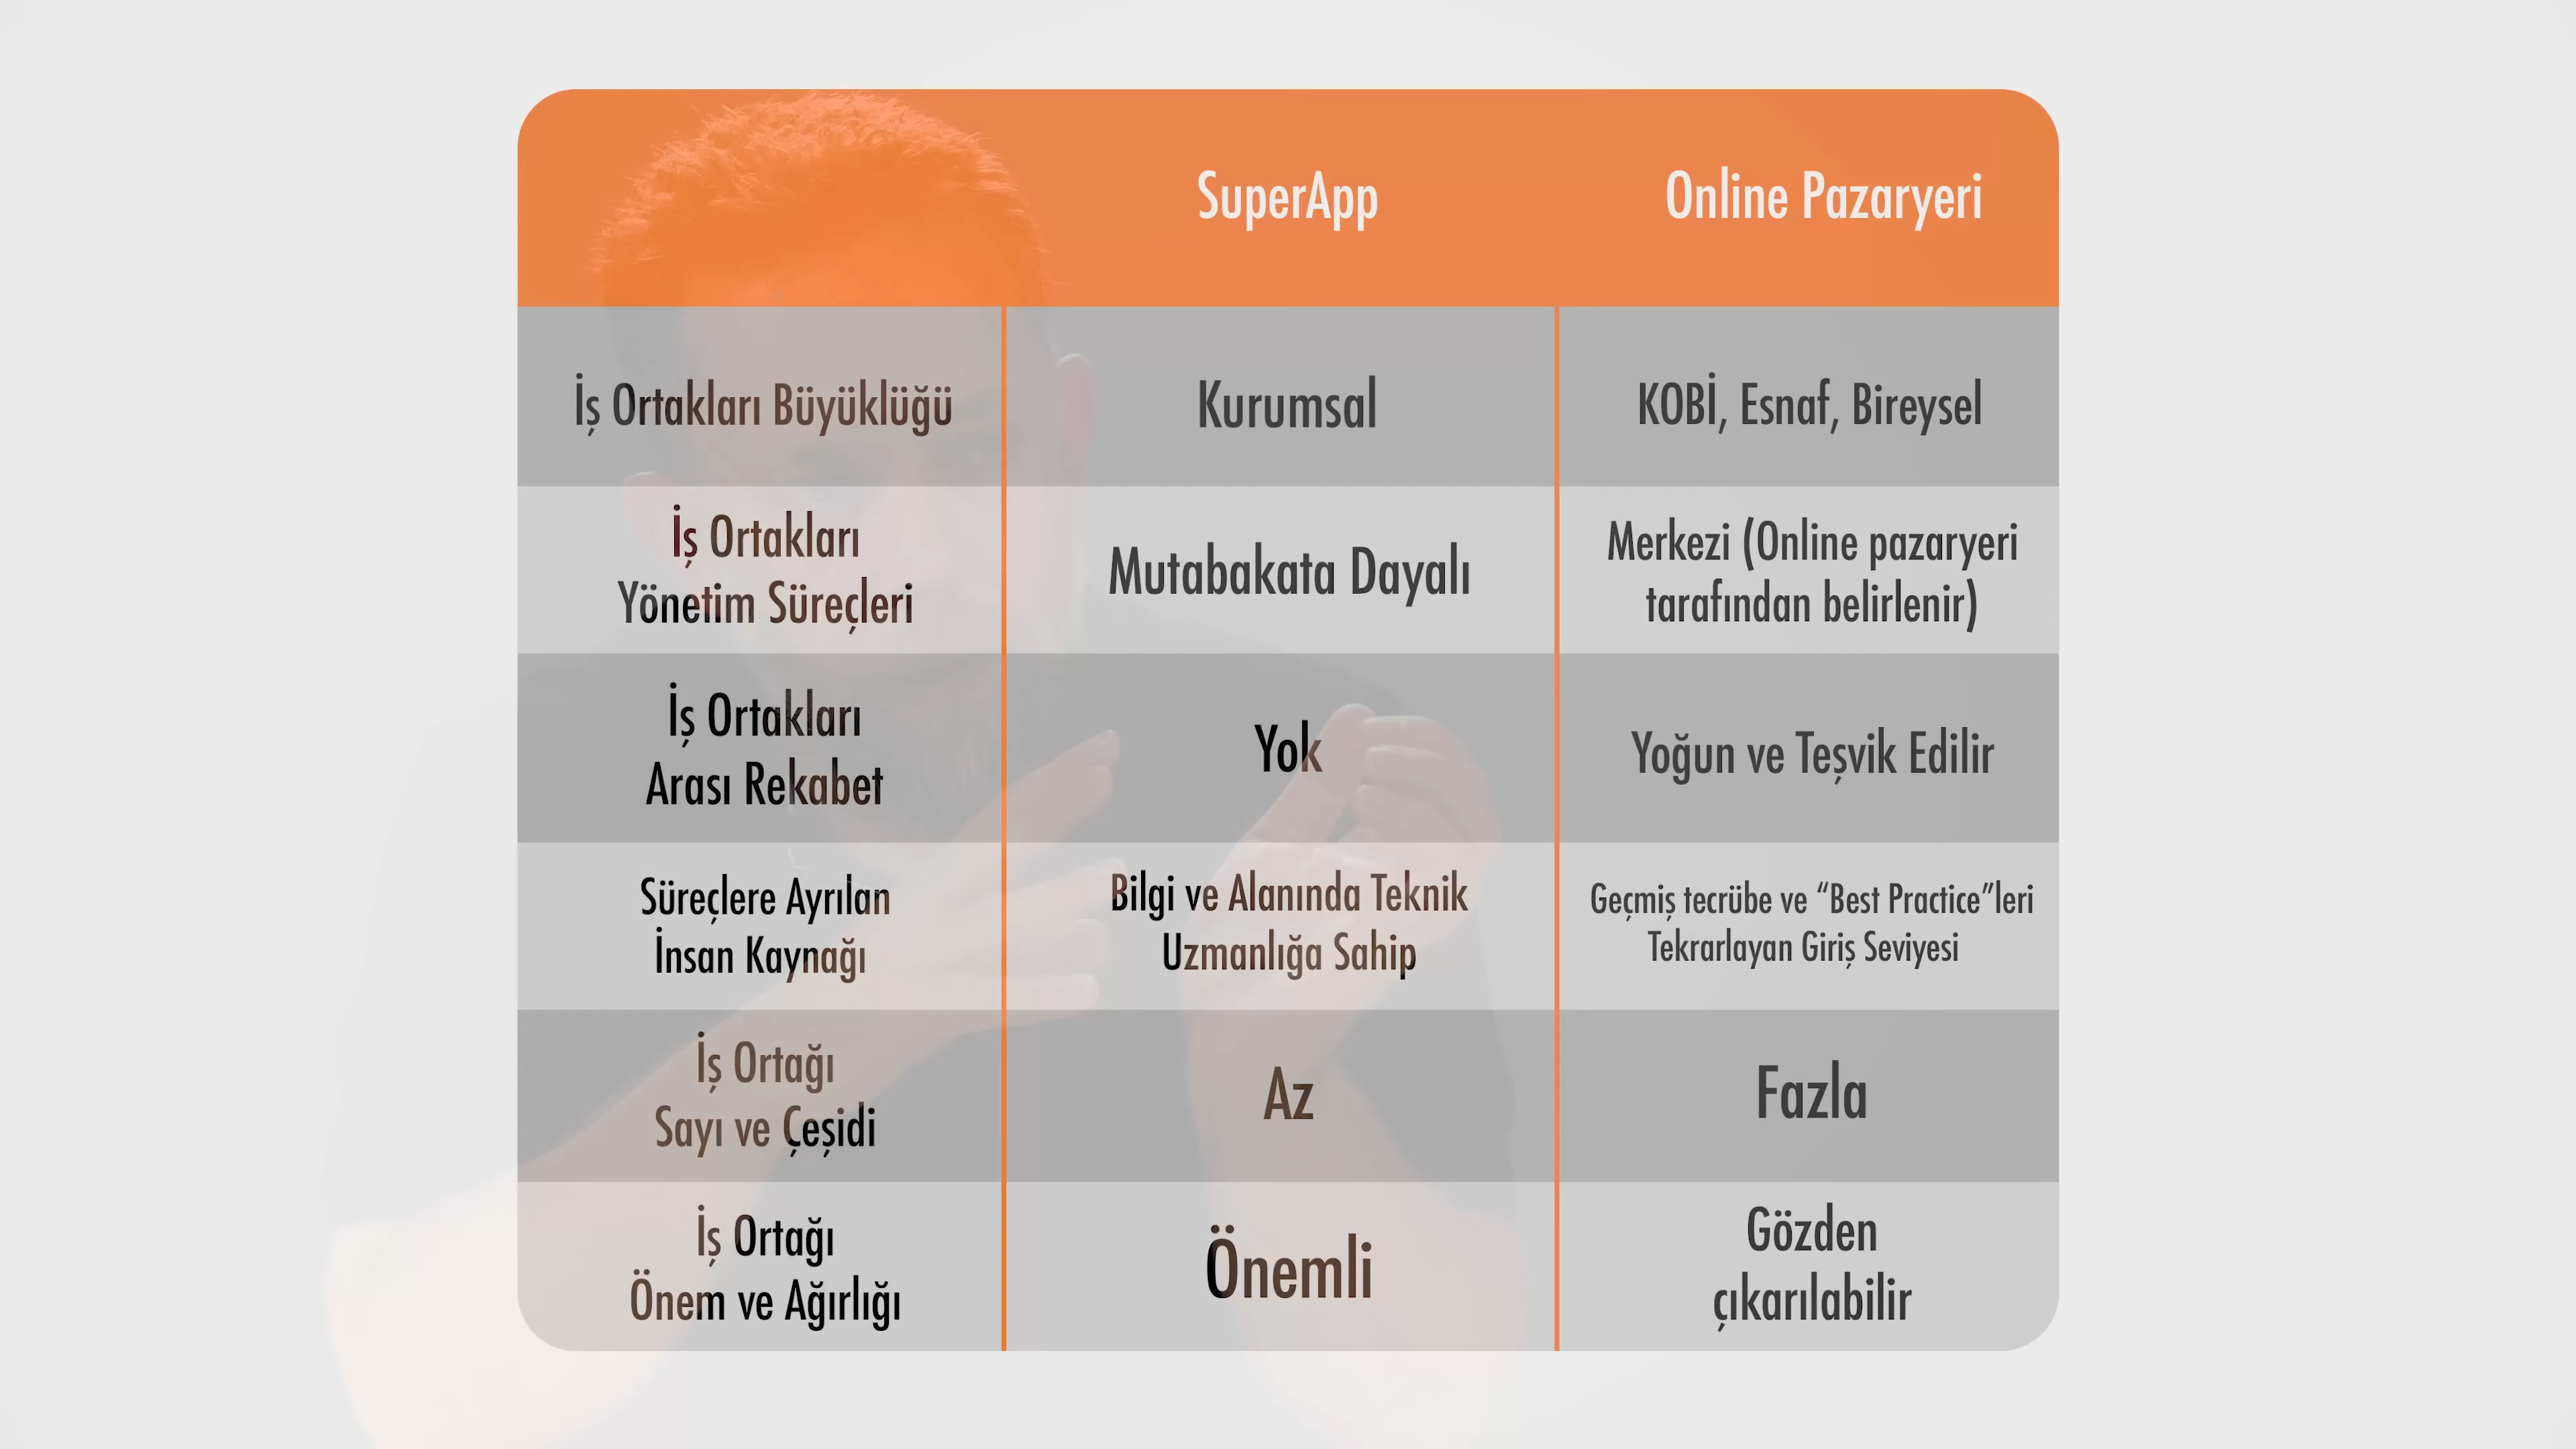 SuperApp
Online Pazaryeri
İş Ortakları Büyüklüğü
Kurumsal
KOBİ, Esnaf, Bireysel
İş Ortakları
Yönetim Süreçleri
Mutabakata Dayalı
Merkezi (Online pazaryeri
tarafından belirlenir)
İş Ortakları
Arası Rekabet
Yok
Yoğun ve Teşvik Edilir
Süreçlere Ayrılan
İnsan Kaynağı
Bilgi ve Alanında Teknik
Uzmanlığa Sahip
Geçmiş tecrübe ve “Best Practice”leri
Tekrarlayan Giriş Seviyesi
İş Ortağı
Sayı ve Çeşidi
Az
Fazla
İş Ortağı
Önem ve Ağırlığı
Önemli
Gözden
çıkarılabilir